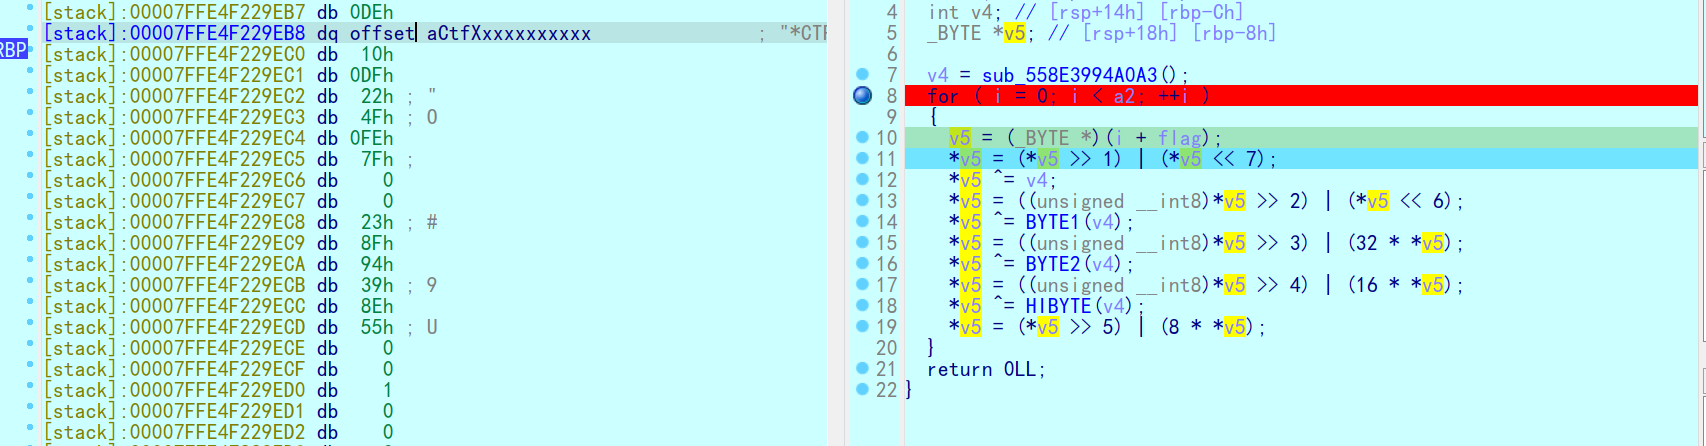 [stack]:00007FFE4F229EB7 db 0DEh
[stack]:00007FFE4F229EB8 dq offset aCtfXxxxxxxxxxx ; "*CTF
RBP
[stack]:00007FFE4F229EC0 db 10h
[stack]:00007FFE4F229EC1 db 0DFh
[stack]:00007FFE4F229EC2 db 22h ; "
[stack]:00007FFE4F229EC3 db 4Fh ; O
[stack]:00007FFE4F229EC4 db 0FEh
[stack]:00007FFE4F229EC5 db 7Fh ;
[stack]:00007FFE4F229EC6 db 0
[stack]:00007FFE4F229EC7 db 0
[stack]:00007FFE4F229EC8 db 23h ; #
[stack]:00007FFE4F229EC9 db 8Fh
[stack]:00007FFE4F229ECA db 94h
[stack]:00007FFE4F229ECB db 39h ; 9
[stack]:00007FFE4F229ECC db 8Eh
[stack]:00007FFE4F229ECD db 55h ; U
[stack]:00007FFE4F229ECE db 0
[stack]:00007FFE4F229ECF db 0
[stack]:00007FFE4F229ED0 db 1
[stack]:00007FFE4F229ED1 db 0
[stack]:00007FFE4F229ED2 db 0
4 int v4; // [rsp+14h] [rbp-Ch]
5 _BYTE *v5; // [rsp+18h] [rbp-8h]
6
7 v4 = sub_558E3994A0A3();
8 for ( i = 0; i < a2; ++i )
9 {
10 v5 = (_BYTE *)(i + flag);
11 *v5 = (*v5 >> 1) | (*v5 << 7);
12 *v5 ^= v4;
13 *v5 = ((unsigned __int8)*v5 >> 2) | (*v5 << 6);
14 *v5 ^= BYTE1(v4);
15 *v5 = ((unsigned __int8)*v5 >> 3) | (32 * *v5);
16 *v5 ^= BYTE2(v4);
17 *v5 = ((unsigned __int8)*v5 >> 4) | (16 * *v5);
18 *v5 ^= HIBYTE(v4);
19 *v5 = (*v5 >> 5) | (8 * *v5);
20 }
21 return 0LL;
22 }